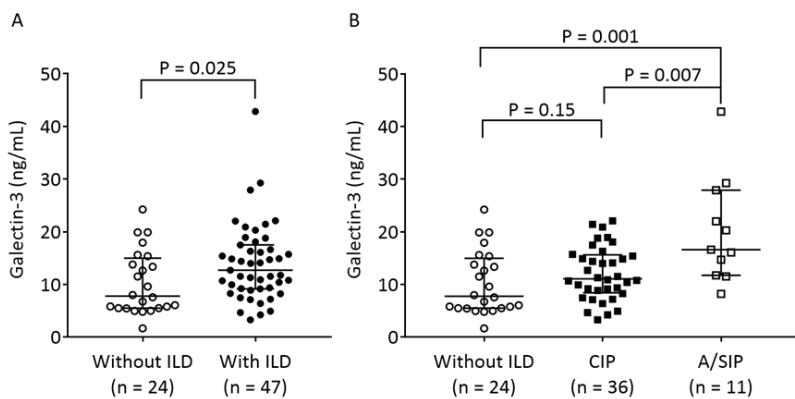 A
P = 0.025
Galectin-3 (ng/mL)
50
40
30
20
10
0
Without ILD
(n = 24)
With ILD
(n = 47)
B
P = 0.001
P = 0.007
P = 0.15
Galectin-3 (ng/mL)
50
40
30
20
10
0
Without ILD
(n = 24)
CIP
(n = 36)
A/SIP
(n = 11)